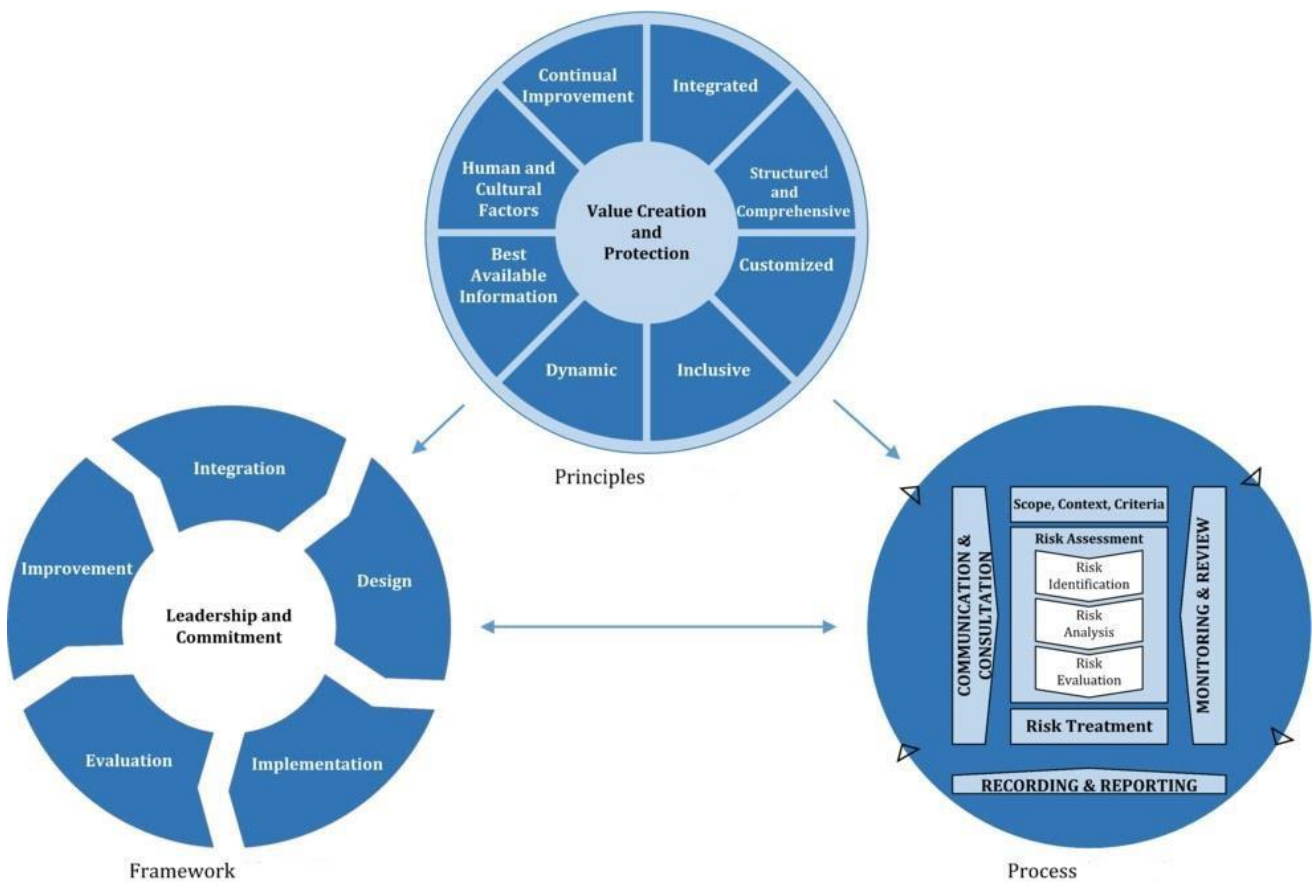 Continual
Improvement
Integrated
Human and
Cultural
Factors
Structured
and
Comprehensive
Value Creation
and
Protection
Best
Available
Information
Customized
Dynamic
Inclusive
Principles
Integration
Improvement
Design
Leadership and
Commitment
Evaluation
Implementation
Framework
COMMUNICATION &
CONSULTATION
Scope, Context, Criteria
Risk Assessment
Risk
Identification
Risk
Analysis
Risk
Evaluation
Risk Treatment
MONITORING & REVIEW
RECORDING & REPORTING
Process